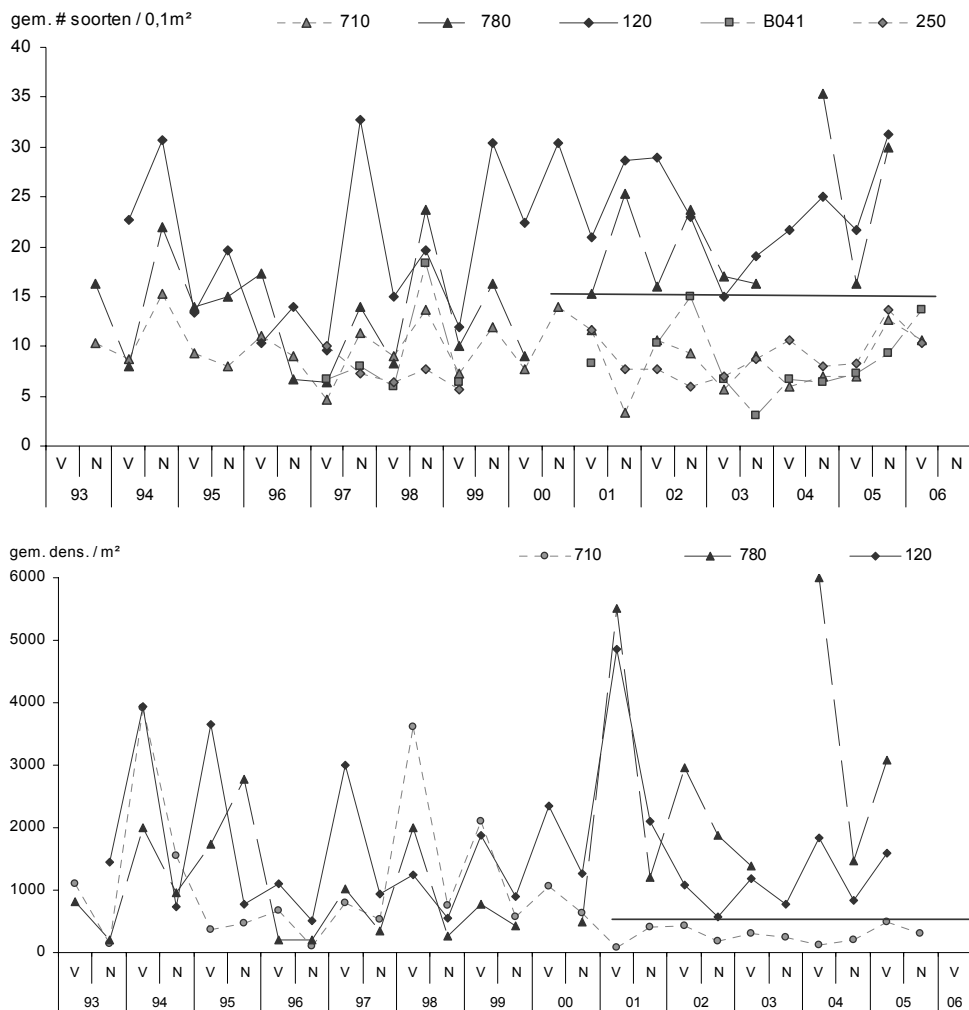 gem. # soorten / 0,1m² 710 780 120 B041 250
40
35
30
25
20
15
10
5
0
V N V N V N V N V N V N V N V N V N V N V N V N V N V N
93 94 95 96 97 98 99 00 01 02 03 04 05 06
gem. dens. / m² 710 780 120
6000
5000
4000
3000
2000
1000
0
V N V N V N V N V N V N V N V N V N V N V N V N V N V
93 94 95 96 97 98 99 00 01 02 03 04 05 06